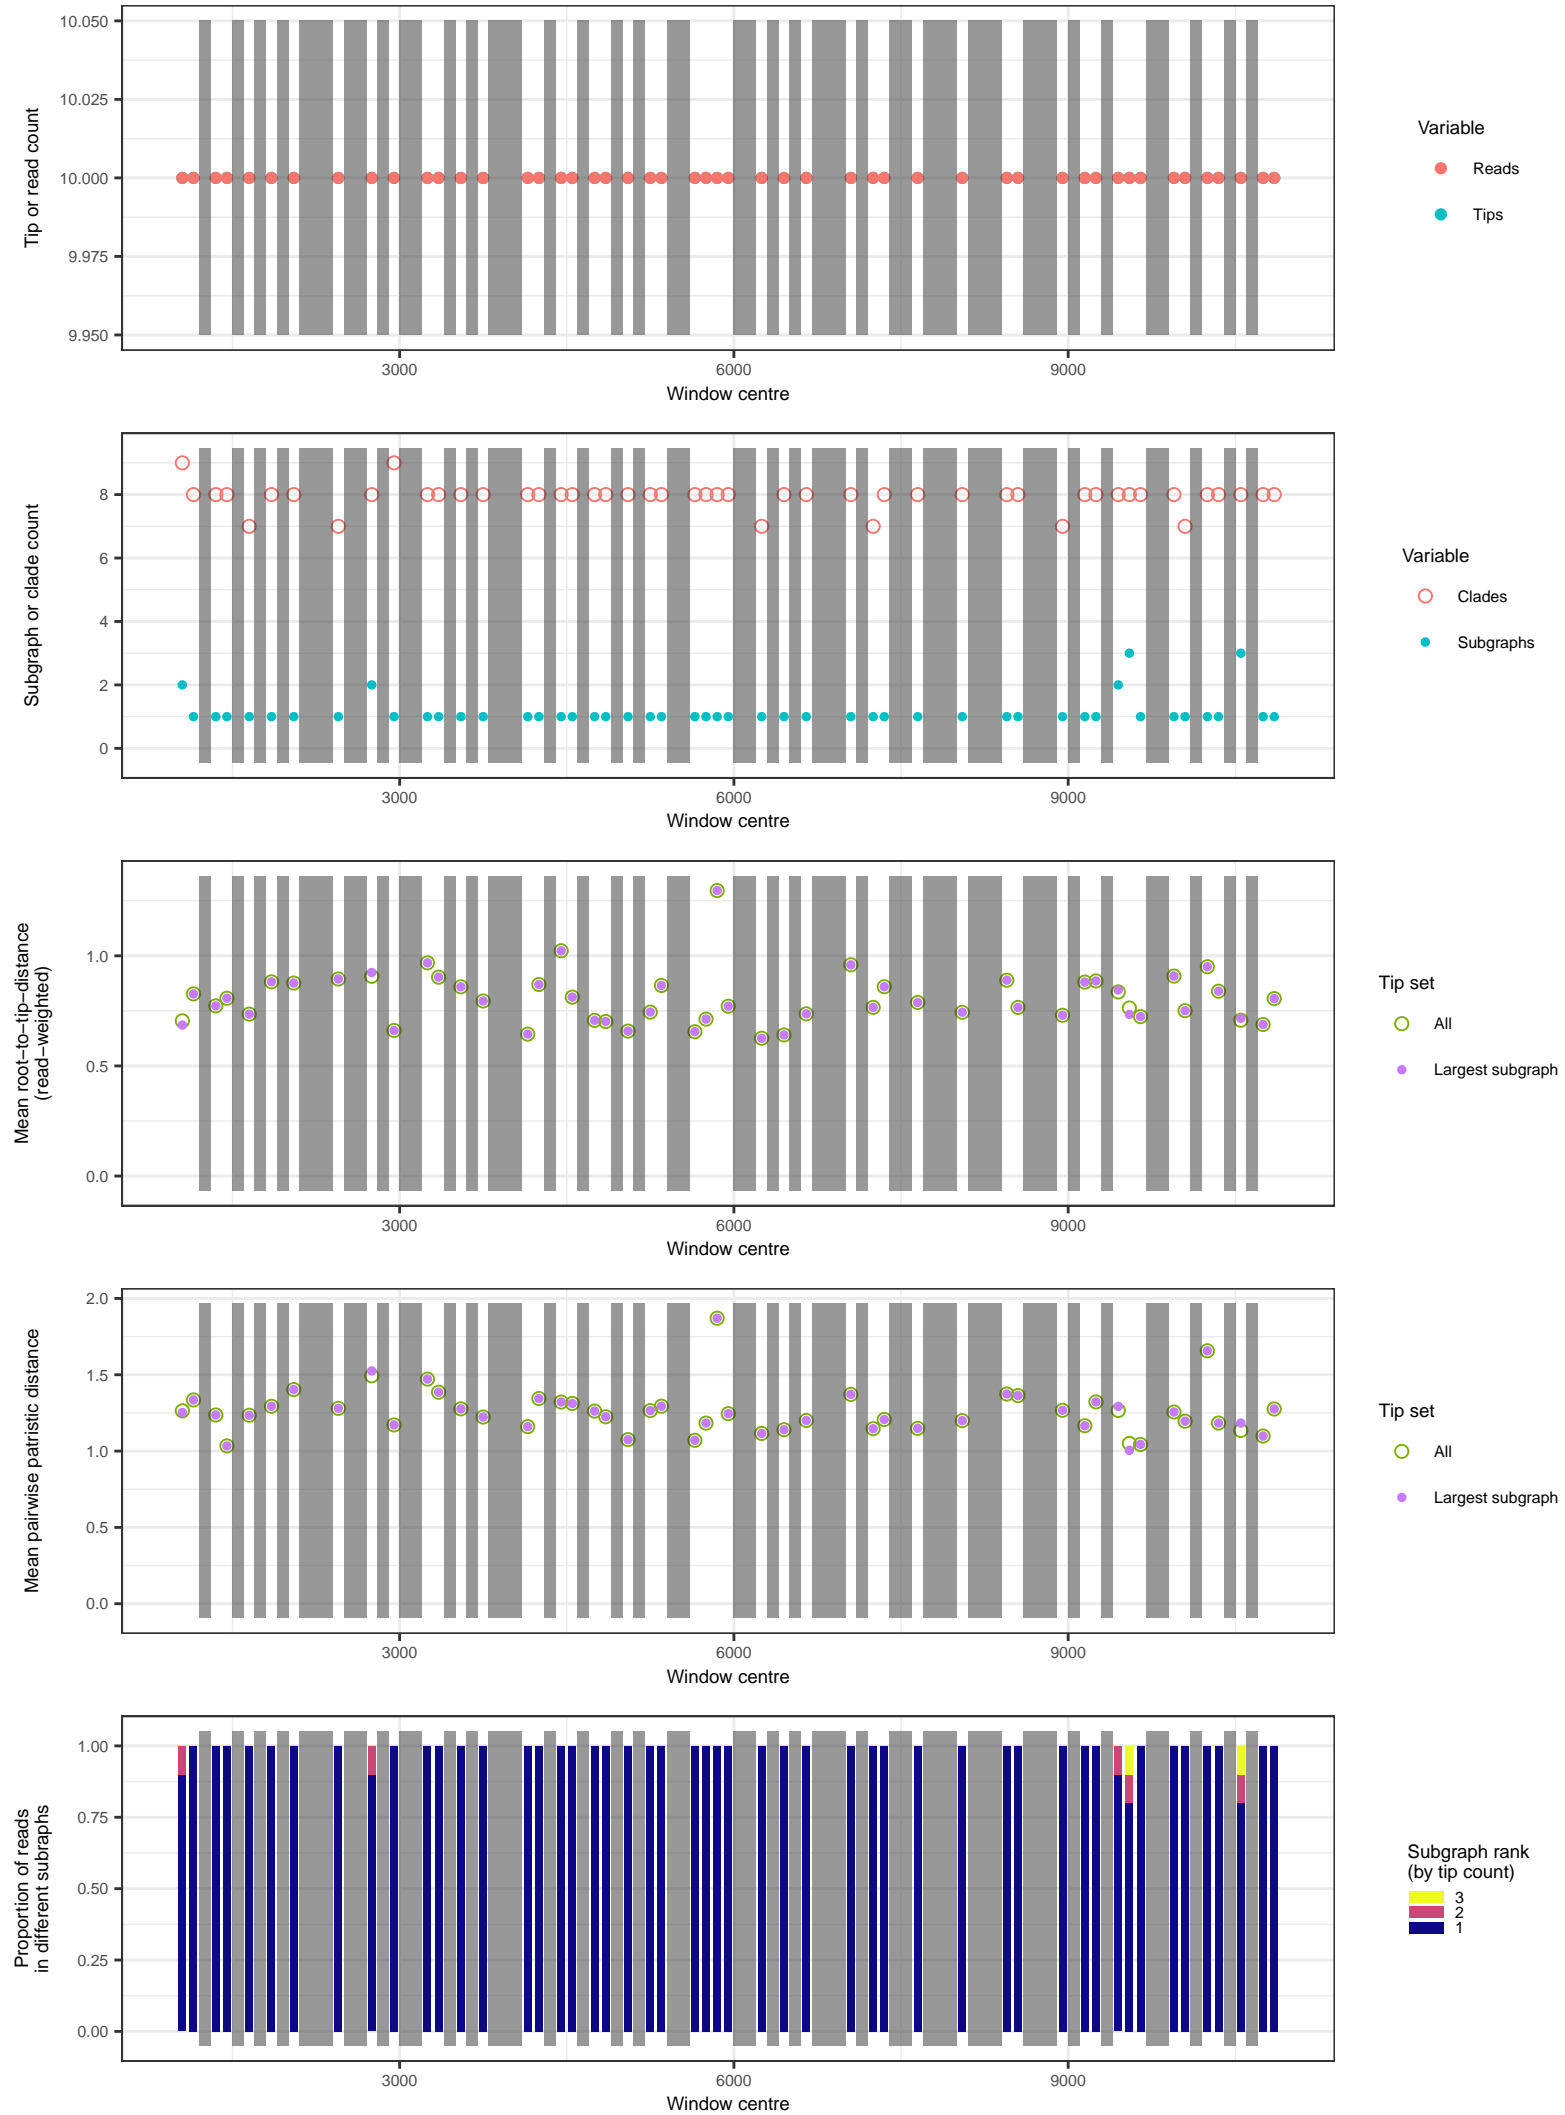 10.050
10.025
10.000
9.975
9.950
Tip or read count
3000 6000 9000
Window centre
Variable
Reads
Tips
8
6
4
2
0
Subgraph or clade count
3000 6000 9000
Window centre
Variable
Clades
Subgraphs
1.0
0.5
0.0
Mean root−to−tip−distance
(read−weighted)
3000 6000 9000
Window centre
Tip set
All
Largest subgraph
2.0
1.5
1.0
0.5
0.0
Mean pairwise patristic distance
3000 6000 9000
Window centre
Tip set
All
Largest subgraph
1.00
0.75
0.50
0.25
0.00
Proportion of reads
in different subraphs
3000 6000 9000
Window centre
Subgraph rank
(by tip count)
3
2
1